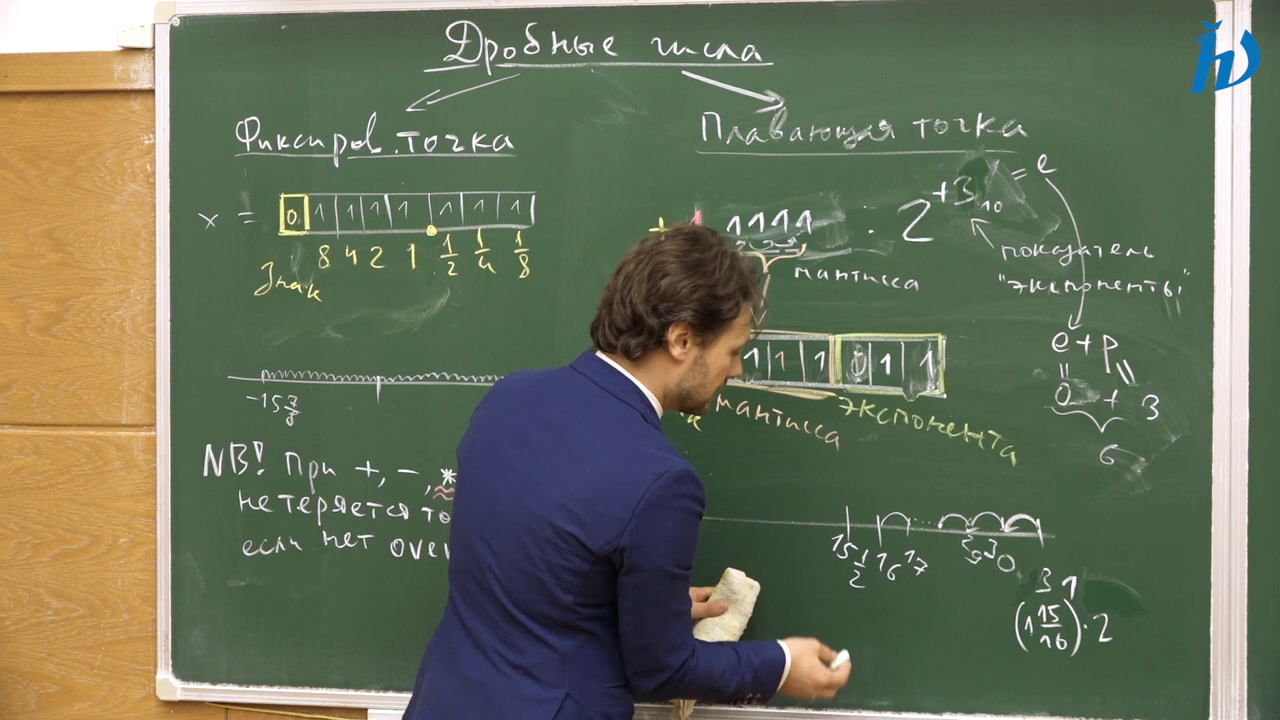 Дробные числа
Фиксиров. точка
x = 0 1 1 1 1 1 1 1
8 4 2 1 1/2 1/4 1/8
Знак
-15 7/8
NB! При +, -, *
не теряется то
если нет over
Плавающая точка
+ 1111 · 2^+3_10 = e
мантисса
показатель
"экспоненты"
1 1 1 0 1 1
мантисса
экспонента
e + p
0 + 3
15 1/2 16 17 29 30 31
(1 15/16) · 2